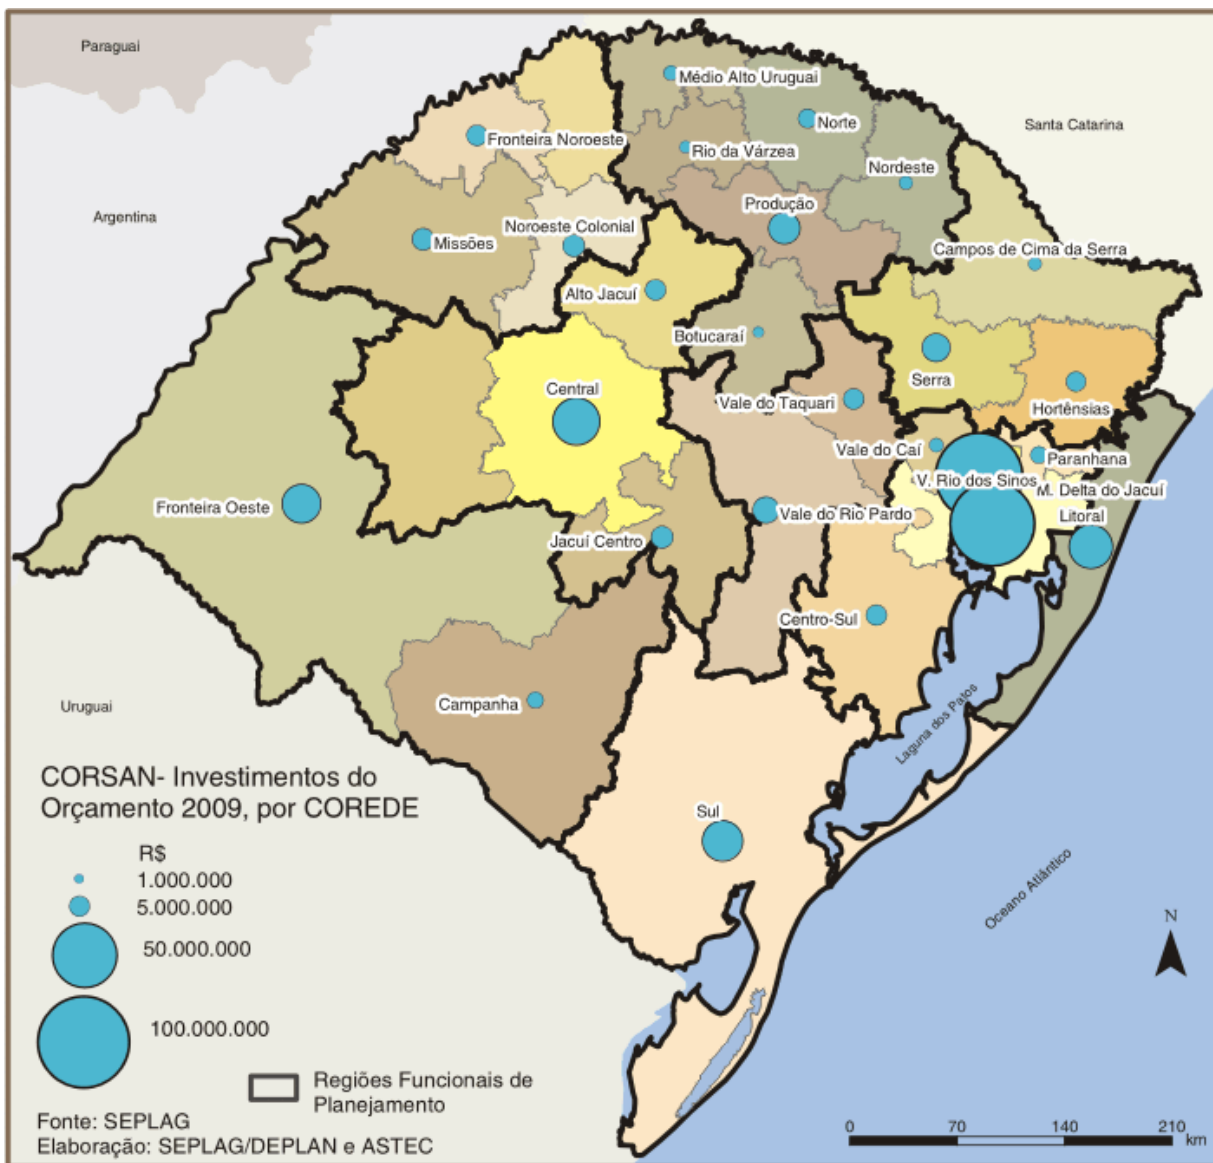 Paraguai
Médio Alto Uruguai
Norte
Santa Catarina
Fronteira Noroeste
Rio da Várzea
Nordeste
Argentina
Produção
Noroeste Colonial
Missões
Campos de Cima da Serra
Alto Jacuí
Botucaraí
Serra
Central
Hortênsias
Vale do Taquari
Vale do Caí
Paranhana
V. Rio dos Sinos
M. Delta do Jacuí
Fronteira Oeste
Vale do Rio Pardo
Litoral
Jacuí Centro
Centro-Sul
Campanha
Uruguai
Laguna dos Patos
CORSAN- Investimentos do
Orçamento 2009, por COREDE
Sul
R$
1.000.000
5.000.000
50.000.000
100.000.000
Oceano Atlântico
N
Regiões Funcionais de
Planejamento
Fonte: SEPLAG
Elaboração: SEPLAG/DEPLAN e ASTEC
0 70 140 210
km